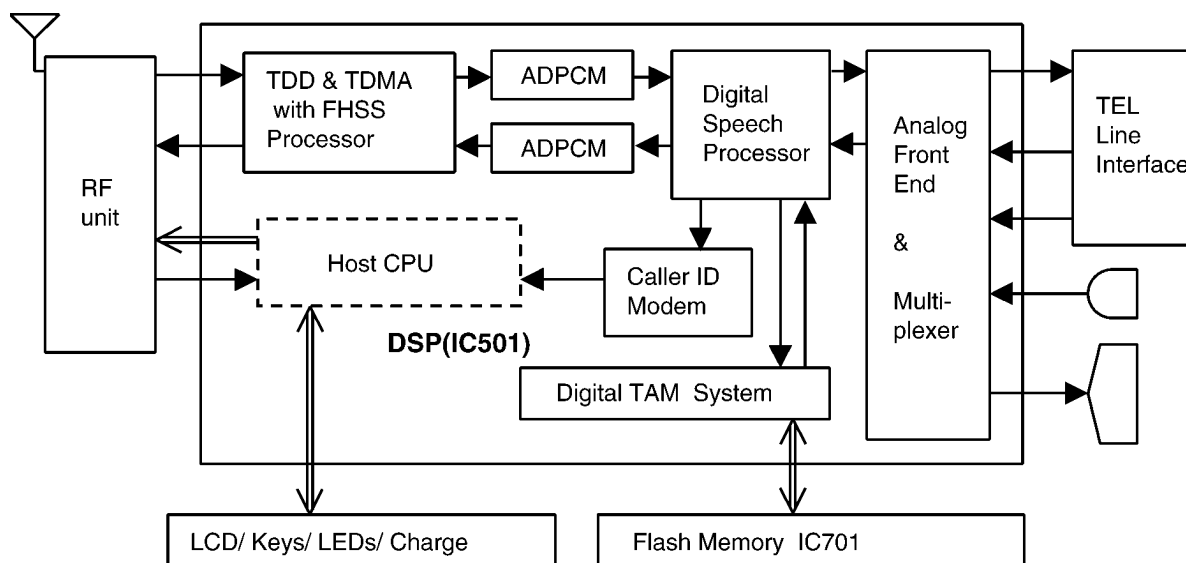 TDD & TDMA
with FHSS
Processor
ADPCM
ADPCM
Digital
Speech
Processor
Analog
Front
End
&
Multi-
plexer
TEL
Line
Interface
RF
unit
Host CPU
Caller ID
Modem
DSP(IC501)
Digital TAM System
LCD/ Keys/ LEDs/ Charge
Flash Memory IC701